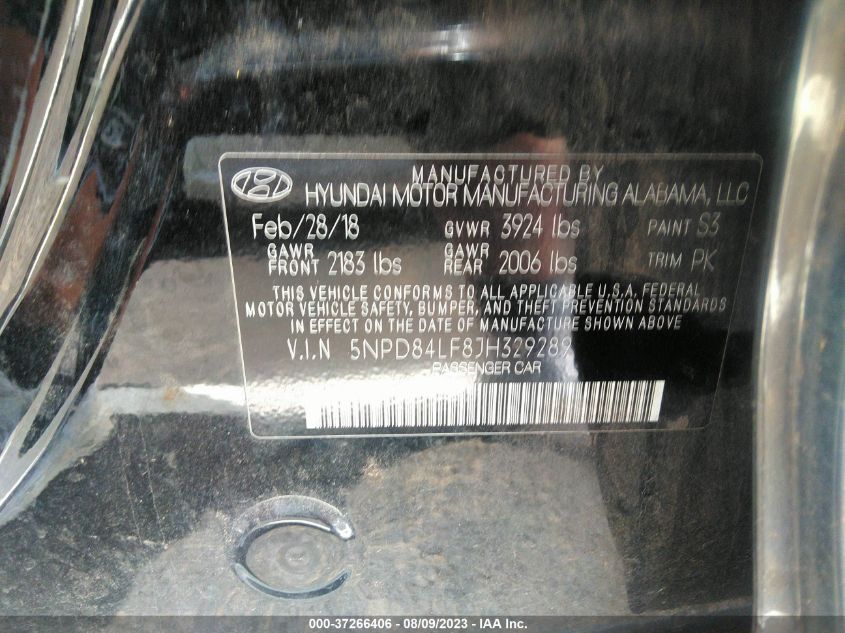 MANUFACTURED BY
HYUNDAI MOTOR MANUFACTURING ALABAMA, LLC
Feb/28/18 GVWR 3924 lbs PAINT S3
GAWR FRONT 2183 lbs GAWR REAR 2006 lbs TRIM PK
THIS VEHICLE CONFORMS TO ALL APPLICABLE U.S.A. FEDERAL
MOTOR VEHICLE SAFETY, BUMPER, AND THEFT PREVENTION STANDARDS
IN EFFECT ON THE DATE OF MANUFACTURE SHOWN ABOVE
V.I.N 5NPD84LF8JH329289
PASSENGER CAR
000-37266406 - 08/09/2023 - IAA Inc.